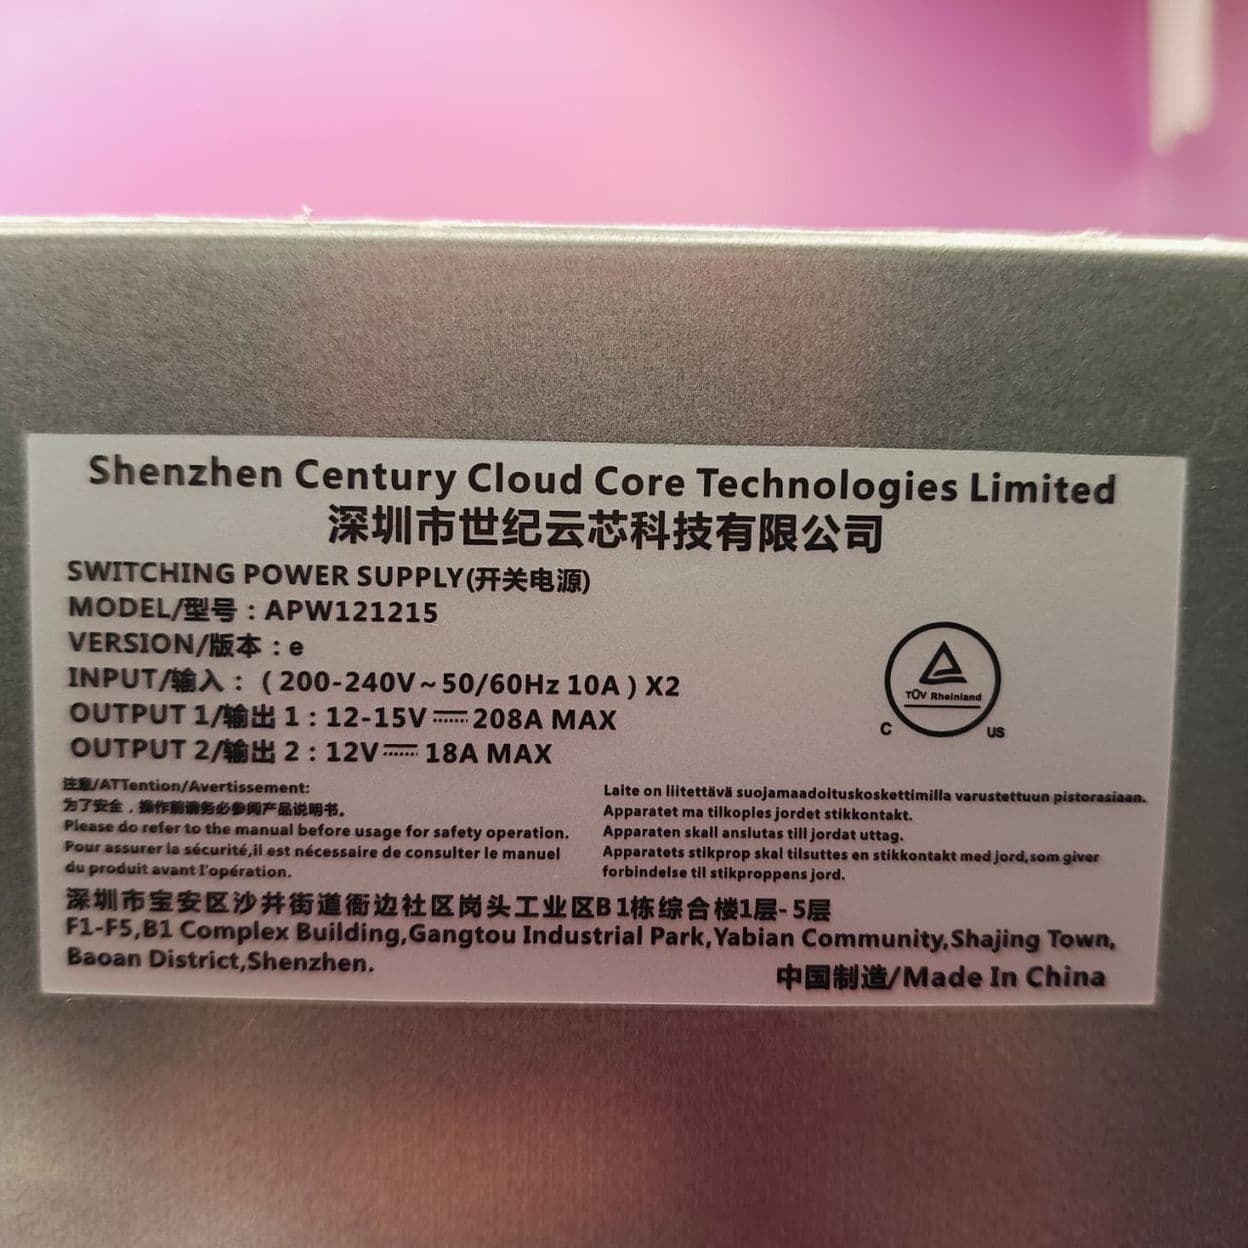 Shenzhen Century Cloud Core Technologies Limited
深圳市世纪云芯科技有限公司
SWITCHING POWER SUPPLY(开关电源)
MODEL/型号 : APW121215
VERSION/版本 : e
INPUT/输入 : ( 200-240V~50/60Hz 10A ) X2
OUTPUT 1/输出 1 : 12-15V⎓208A MAX
OUTPUT 2/输出 2 : 12V⎓18A MAX
TÜV Rheinland
C US
注意/ATTention/Avertissement:
为了安全，操作前请务必参阅产品说明书。
Please do refer to the manual before usage for safety operation.
Pour assurer la sécurité,il est nécessaire de consulter le manuel
du produit avant l'opération.
Laite on liitettävä suojamaadoituskoskettimilla varustettuun pistorasiaan.
Apparatet ma tilkoples jordet stikkontakt.
Apparaten skall anslutas till jordat uttag.
Apparatets stikprop skal tilsuttes en stikkontakt med jord,som giver
forbindelse til stikproppens jord.
深圳市宝安区沙井街道衙边社区岗头工业区B1栋综合楼1层-5层
F1-F5,B1 Complex Building,Gangtou Industrial Park,Yabian Community,Shajing Town,
Baoan District,Shenzhen.
中国制造/Made In China